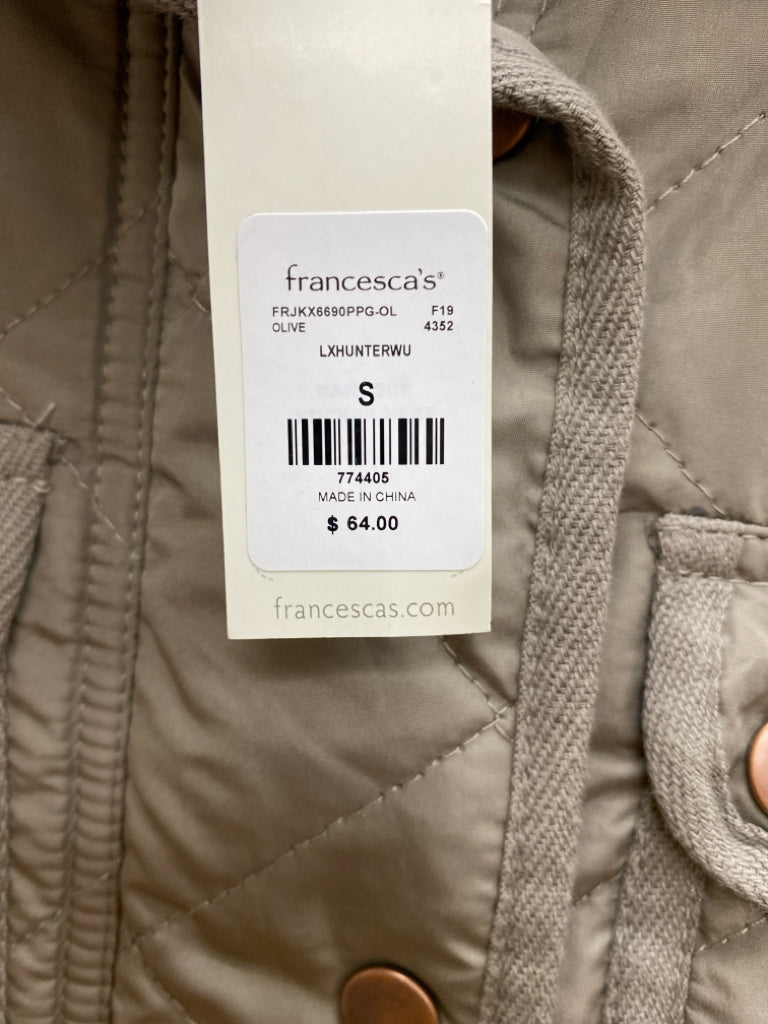 francesca's®
FRJKX6690PPG-OL F19
OLIVE 4352
LXHUNTERWU
S
774405
MADE IN CHINA
$ 64.00
francescas.com